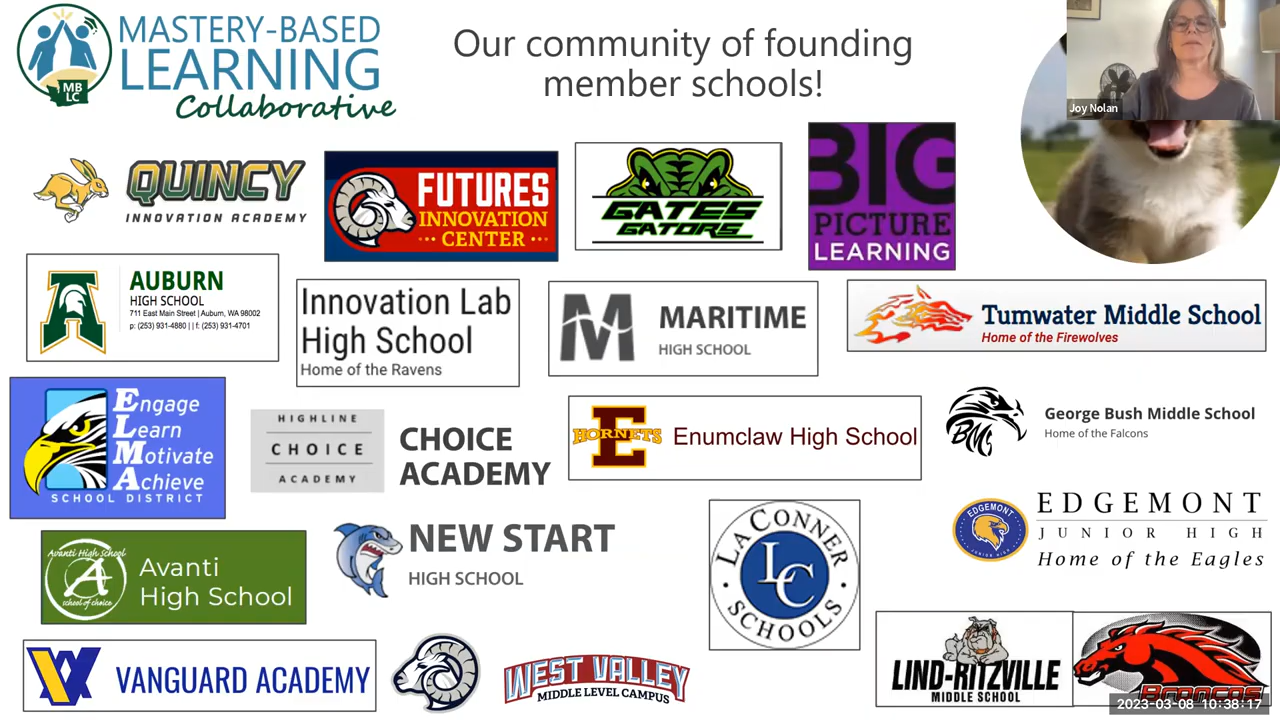 MASTERY-BASED
LEARNING
Collaborative
MB
LC
Our community of founding
member schools!
Joy Nolan
QUINCY
INNOVATION ACADEMY
FUTURES
INNOVATION
CENTER
GATES
GATORS
BIG
PICTURE
LEARNING
AUBURN
HIGH SCHOOL
711 East Main Street | Auburn, WA 98002
p: (253) 931-4880 || f: (253) 931-4701
Innovation Lab
High School
Home of the Ravens
MARITIME
HIGH SCHOOL
Tumwater Middle School
Home of the Firewolves
Engage
Learn
Motivate
Achieve
SCHOOL DISTRICT
HIGHLINE
CHOICE
ACADEMY
CHOICE
ACADEMY
HORNETS
E
Enumclaw High School
BMS
George Bush Middle School
Home of the Falcons
Avanti High School
A
school of choice
Avanti
High School
NEW START
HIGH SCHOOL
LACONNER
LC
SCHOOLS
EDGEMONT
JUNIOR HIGH
EDGEMONT
JUNIOR HIGH
Home of the Eagles
VANGUARD ACADEMY
WEST VALLEY
MIDDLE LEVEL CAMPUS
LIND-RITZVILLE
MIDDLE SCHOOL
Broncos
2023-03-08 10:38:17